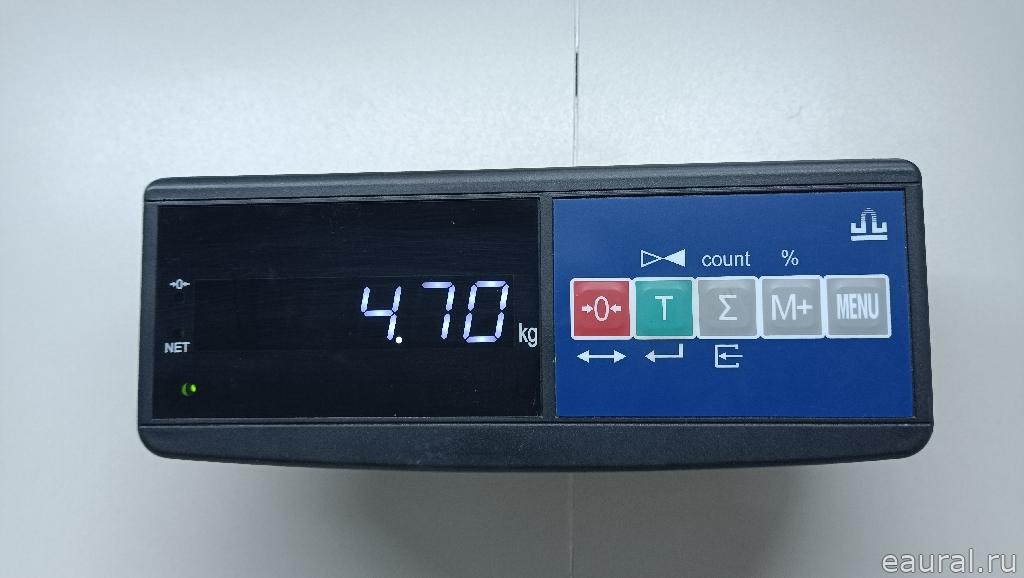 count %
→0← T Σ M+ MENU
→0←
4.70 kg
NET
eaural.ru